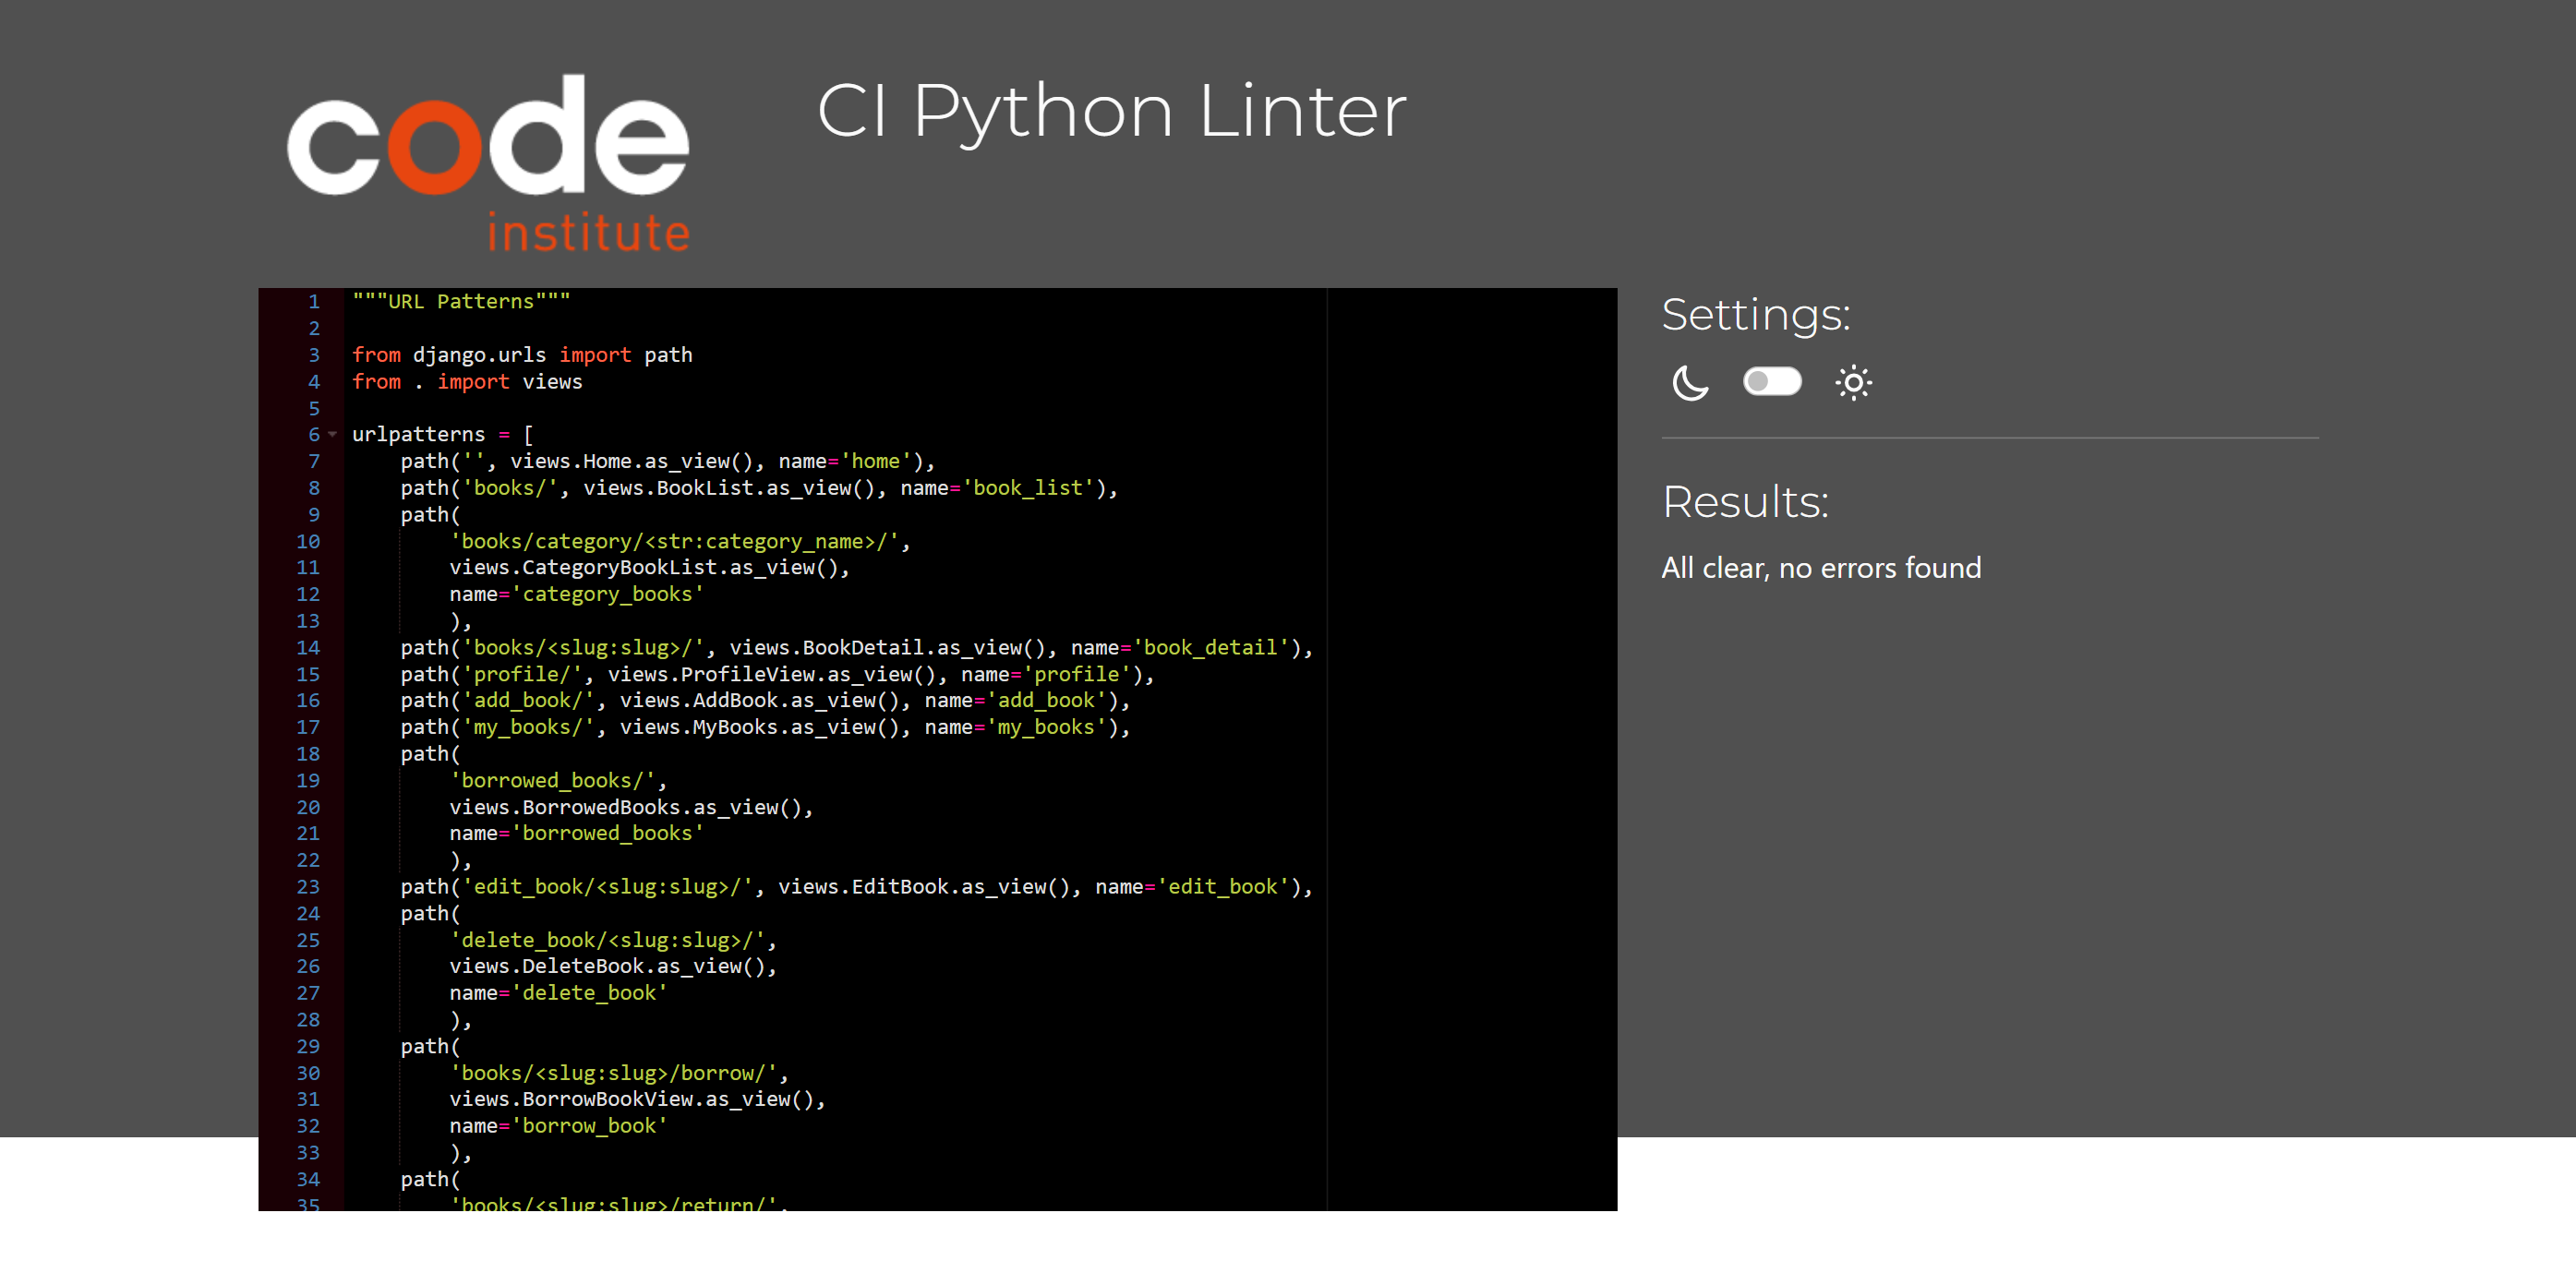 code
institute
CI Python Linter
1 """URL Patterns"""
2
3 from django.urls import path
4 from . import views
5
6 urlpatterns = [
7     path('', views.Home.as_view(), name='home'),
8     path('books/', views.BookList.as_view(), name='book_list'),
9     path(
10         'books/category/<str:category_name>/',
11         views.CategoryBookList.as_view(),
12         name='category_books'
13         ),
14     path('books/<slug:slug>/', views.BookDetail.as_view(), name='book_detail'),
15     path('profile/', views.ProfileView.as_view(), name='profile'),
16     path('add_book/', views.AddBook.as_view(), name='add_book'),
17     path('my_books/', views.MyBooks.as_view(), name='my_books'),
18     path(
19         'borrowed_books/',
20         views.BorrowedBooks.as_view(),
21         name='borrowed_books'
22         ),
23     path('edit_book/<slug:slug>/', views.EditBook.as_view(), name='edit_book'),
24     path(
25         'delete_book/<slug:slug>/',
26         views.DeleteBook.as_view(),
27         name='delete_book'
28         ),
29     path(
30         'books/<slug:slug>/borrow/',
31         views.BorrowBookView.as_view(),
32         name='borrow_book'
33         ),
34     path(
35         'books/<slug:slug>/return/',
Settings:
Results:
All clear, no errors found